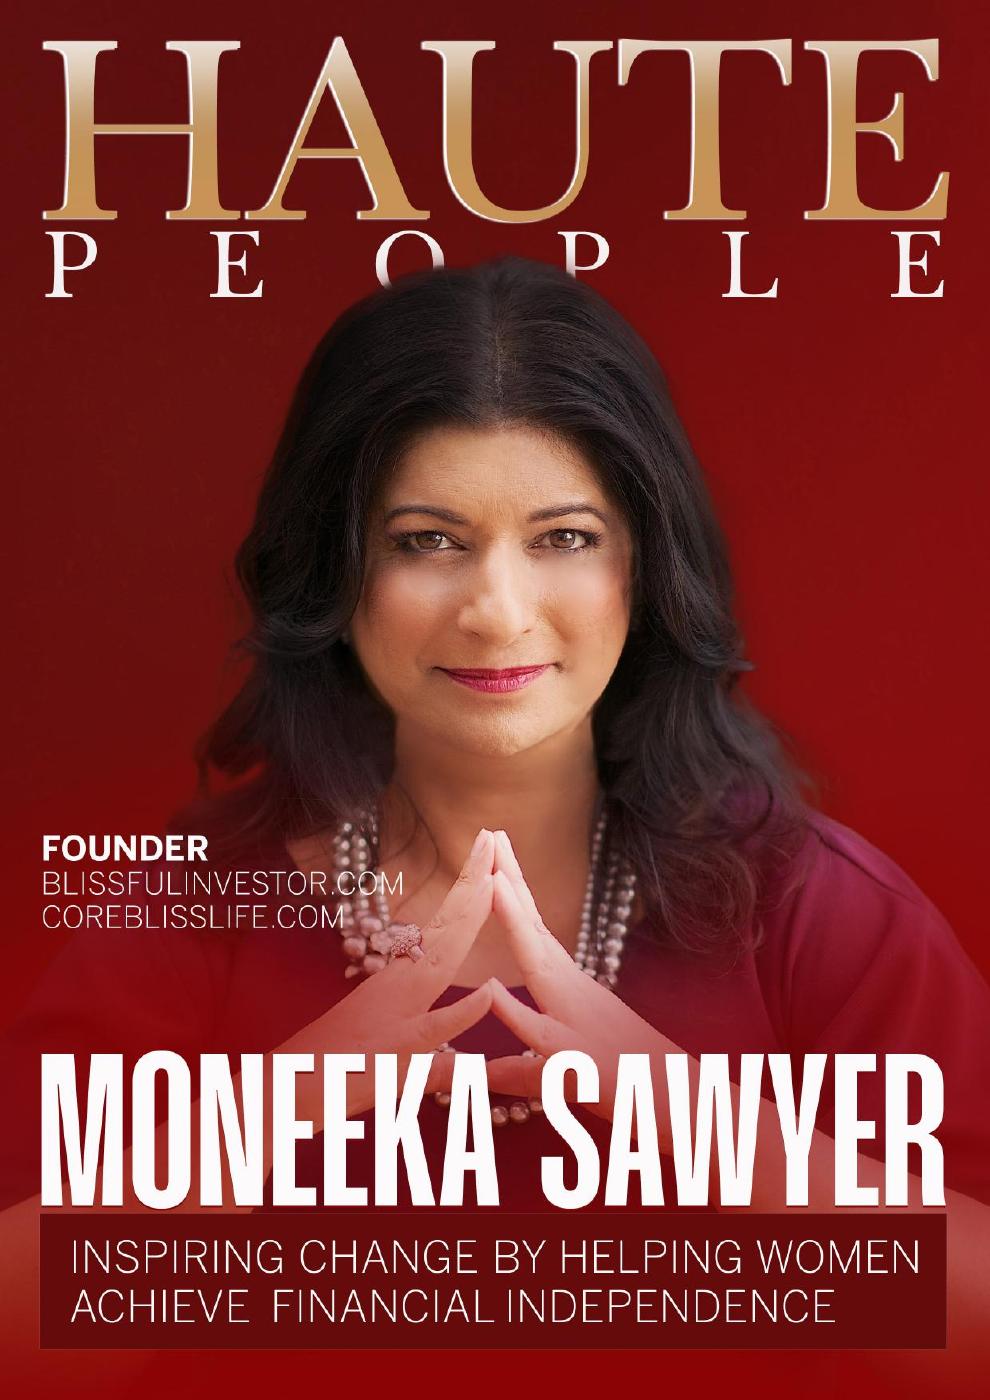 HAUTE
PEOPLE
FOUNDER
BLISSFULINVESTOR.COM
COREBLISSLIFE.COM
MONEEKA SAWYER
INSPIRING CHANGE BY HELPING WOMEN
ACHIEVE FINANCIAL INDEPENDENCE